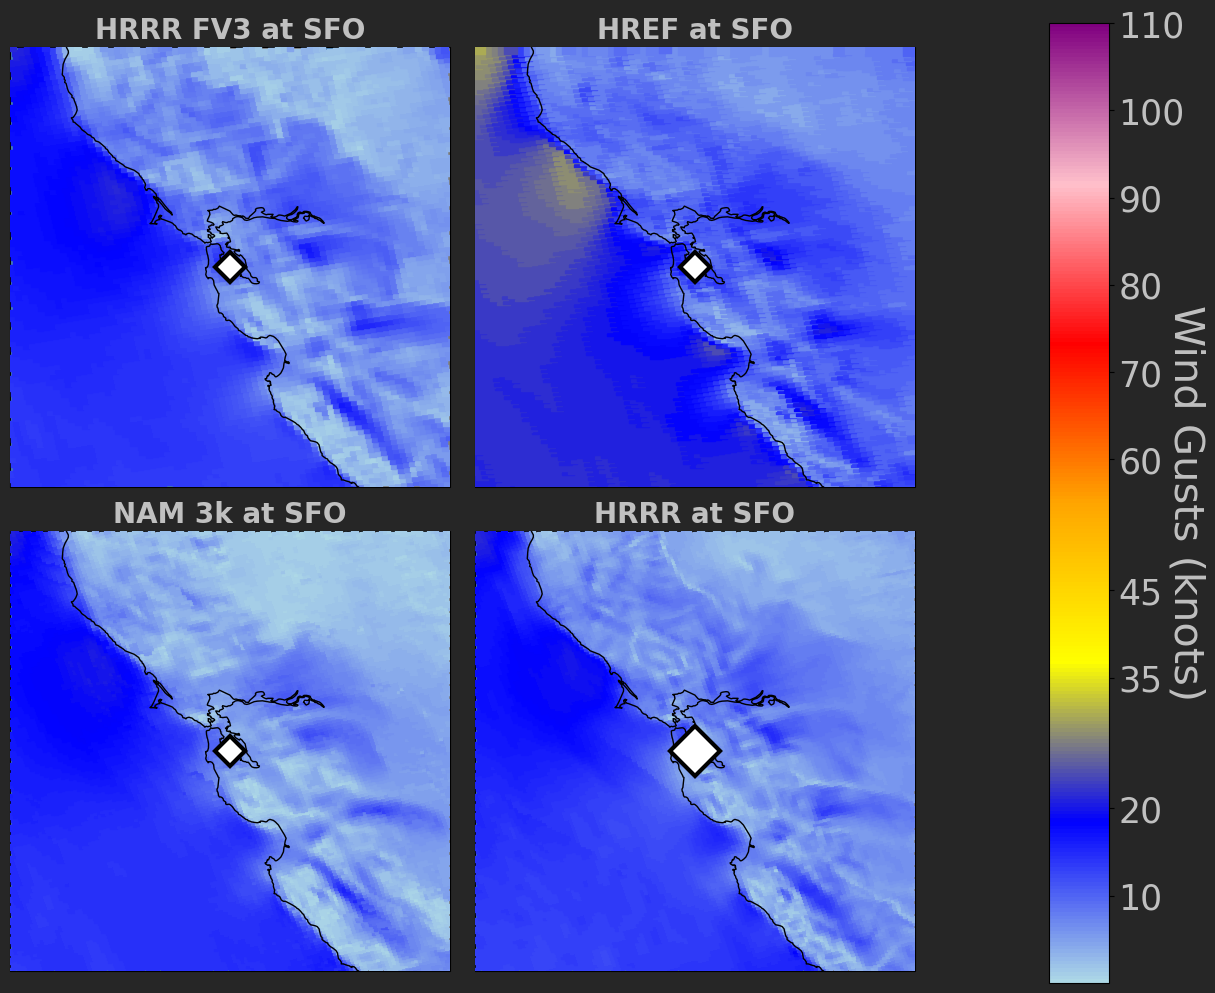 HRRR FV3 at SFO
HREF at SFO
NAM 3k at SFO
HRRR at SFO
110
100
90
80
70
60
45
35
20
10
Wind Gusts (knots)